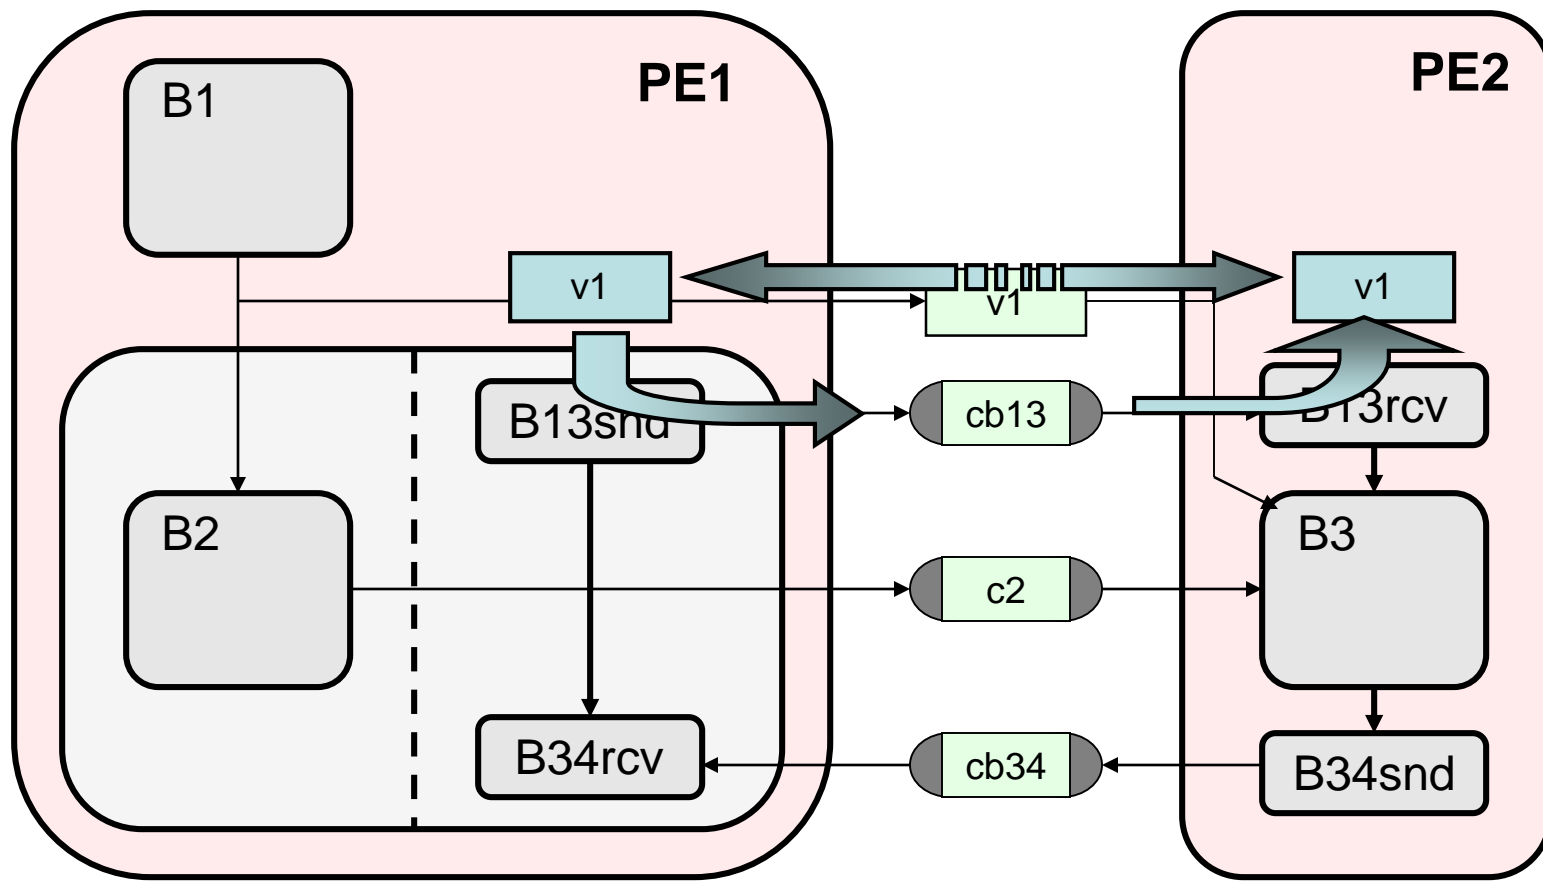 PE1
PE2
B1
v1
v1
v1
B13snd
cb13
B13rcv
B2
c2
B3
B34rcv
cb34
B34snd